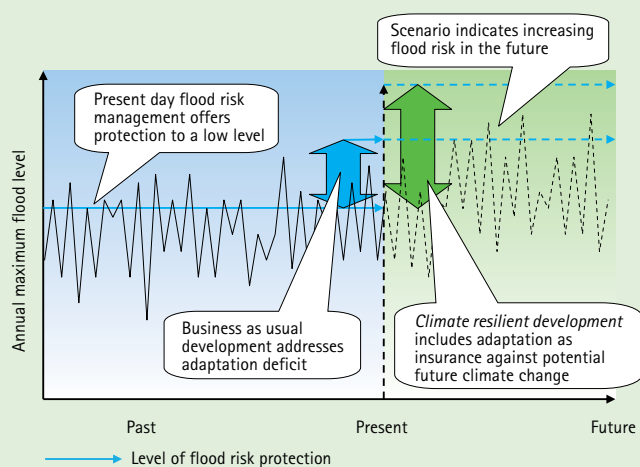 Scenario indicates increasing
flood risk in the future
Present day flood risk
management offers
protection to a low level
Annual maximum flood level
Business as usual
development addresses
adaptation deficit
Climate resilient development
includes adaptation as
insurance against potential
future climate change
Past
Present
Future
Level of flood risk protection